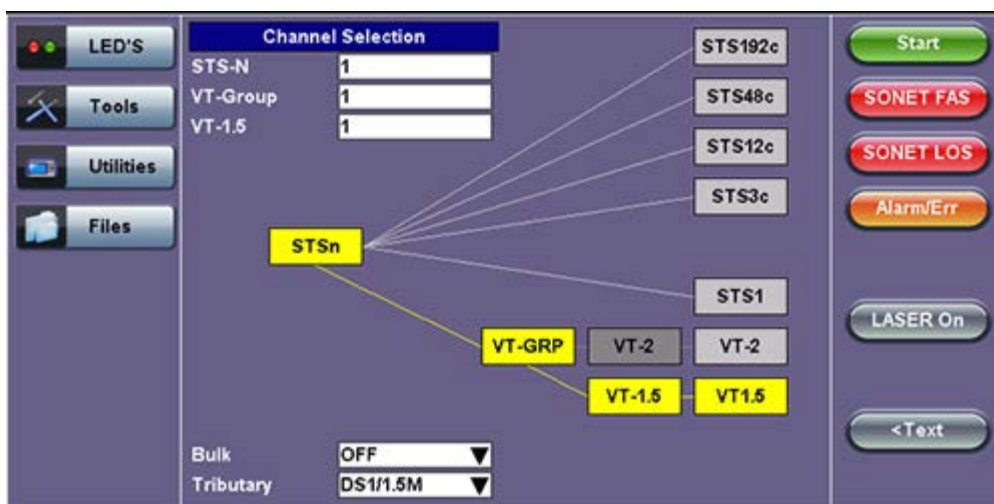 LED'S
Tools
Utilities
Files
Channel Selection
STS-N 1
VT-Group 1
VT-1.5 1
STS192c
STS48c
STS12c
STS3c
STSn
STS1
VT-GRP VT-2 VT-2
VT-1.5 VT1.5
Bulk OFF
Tributary DS1/1.5M
Start
SONET FAS
SONET LOS
Alarm/Err
LASER On
<Text